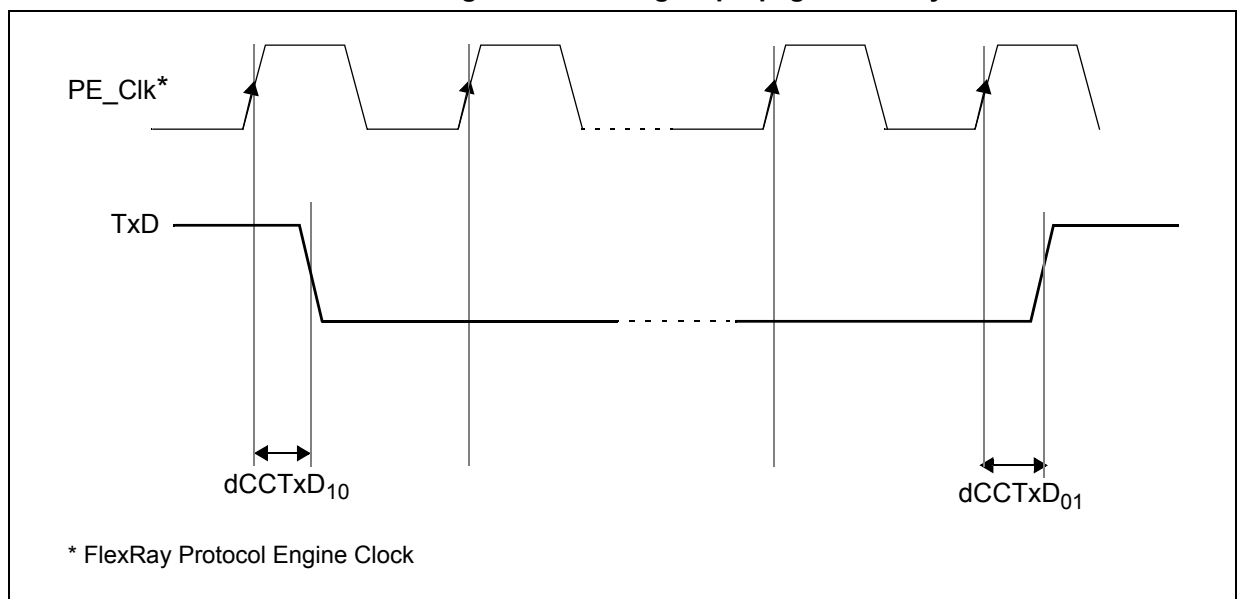 PE_Clk*
TxD
dCCTxD10
dCCTxD01
* FlexRay Protocol Engine Clock